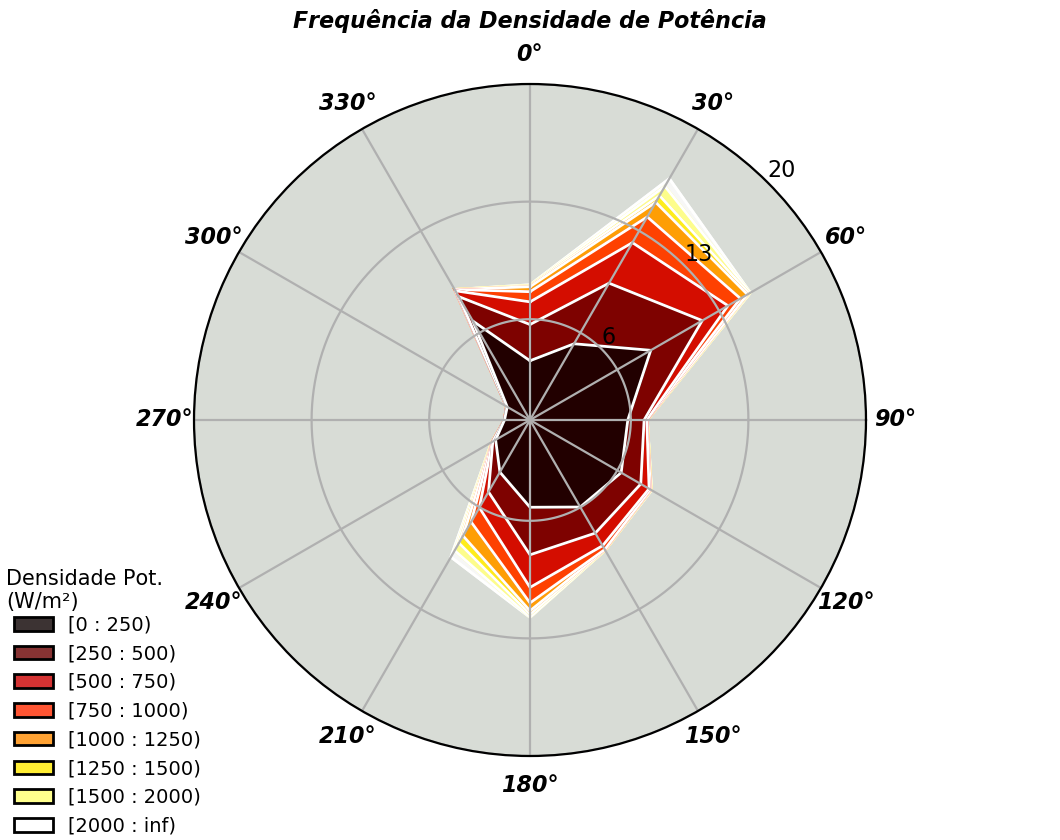 Frequência da Densidade de Potência
0°
330°
30°
20
300°
60°
13
6
270°
90°
240°
120°
210°
150°
180°
Densidade Pot.
(W/m²)
[0 : 250)
[250 : 500)
[500 : 750)
[750 : 1000)
[1000 : 1250)
[1250 : 1500)
[1500 : 2000)
[2000 : inf)